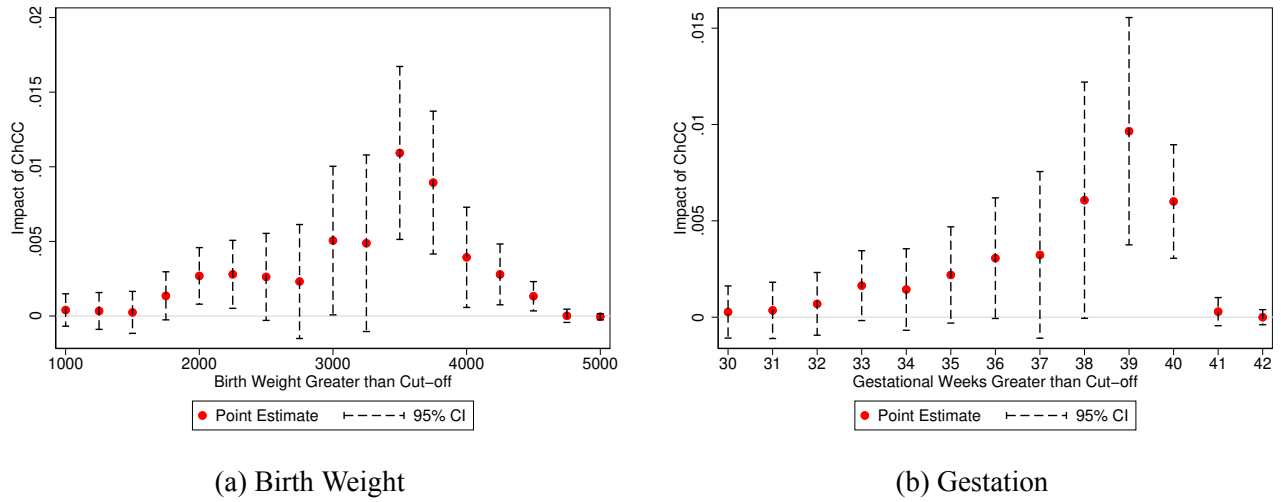 .02
.015
.01
.005
0
Impact of ChCC
1000 2000 3000 4000 5000
Birth Weight Greater than Cut−off
Point Estimate 95% CI
(a) Birth Weight
.015
.01
.005
0
Impact of ChCC
30 31 32 33 34 35 36 37 38 39 40 41 42
Gestational Weeks Greater than Cut−off
Point Estimate 95% CI
(b) Gestation